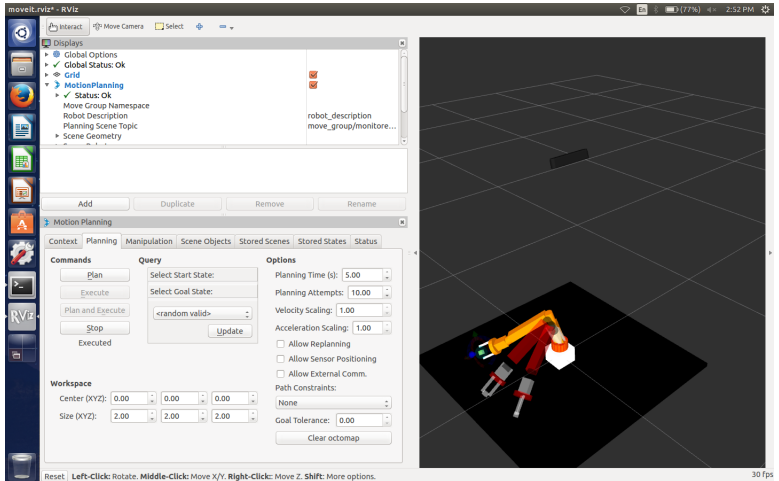 moveit.rviz* - RViz
En
(77%)
2:52 PM
Interact
Move Camera
Select
Displays
Global Options
Global Status: Ok
Grid
MotionPlanning
Status: Ok
Move Group Namespace
Robot Description robot_description
Planning Scene Topic move_group/monitore...
Scene Geometry
Add Duplicate Remove Rename
Motion Planning
Context Planning Manipulation Scene Objects Stored Scenes Stored States Status
Commands Query Options
Plan Select Start State: Planning Time (s): 5.00
Execute Select Goal State: Planning Attempts: 10.00
Plan and Execute <random valid> Velocity Scaling: 1.00
Stop Update Acceleration Scaling: 1.00
Executed Allow Replanning
Allow Sensor Positioning
Allow External Comm.
Workspace Path Constraints:
Center (XYZ): 0.00 0.00 0.00 None
Size (XYZ): 2.00 2.00 2.00 Goal Tolerance: 0.00
Clear octomap
RViz
Reset Left-Click: Rotate. Middle-Click: Move X/Y. Right-Click:: Move Z. Shift: More options. 30 fps